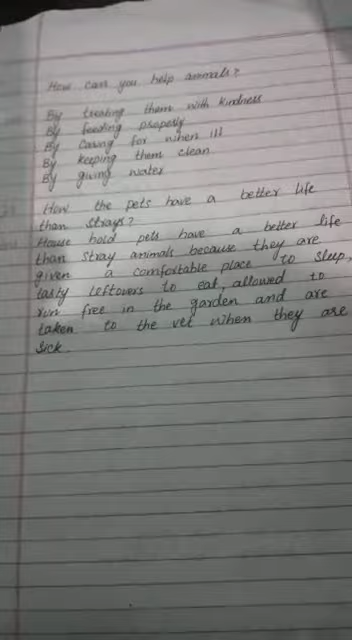 How can you help animals?
By treating them with kindness
By feeding properly
By caring for when ill
By keeping them clean
By giving water
How the pets have a better life
than strays?
House hold pets have a better life
than stray animals because they are
given a comfortable place to sleep,
tasty leftovers to eat, allowed to
run free in the garden and are
taken to the vet when they are
sick.